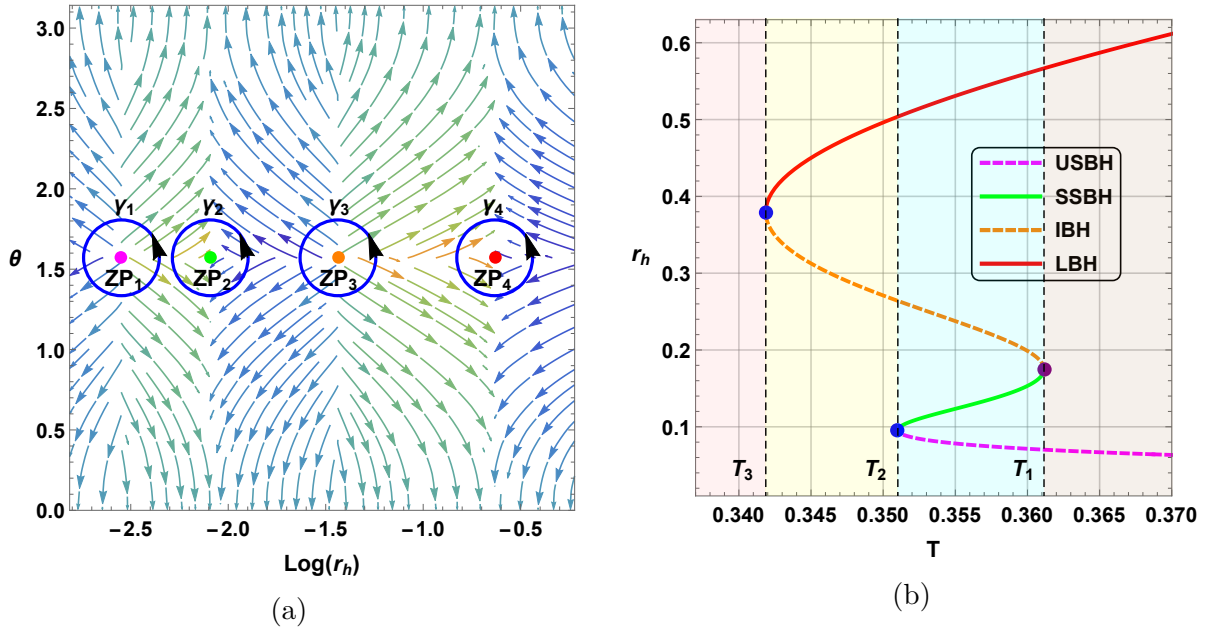 3.0
2.5
2.0
1.5
1.0
0.5
0.0
θ
γ₁ γ₂ γ₃ γ₄
ZP₁ ZP₂ ZP₃ ZP₄
−2.5 −2.0 −1.5 −1.0 −0.5
Log(r_h)
(a)
0.6
0.5
0.4
0.3
0.2
0.1
r_h
USBH
SSBH
IBH
LBH
T₃ T₂ T₁
0.340 0.345 0.350 0.355 0.360 0.365 0.370
T
(b)